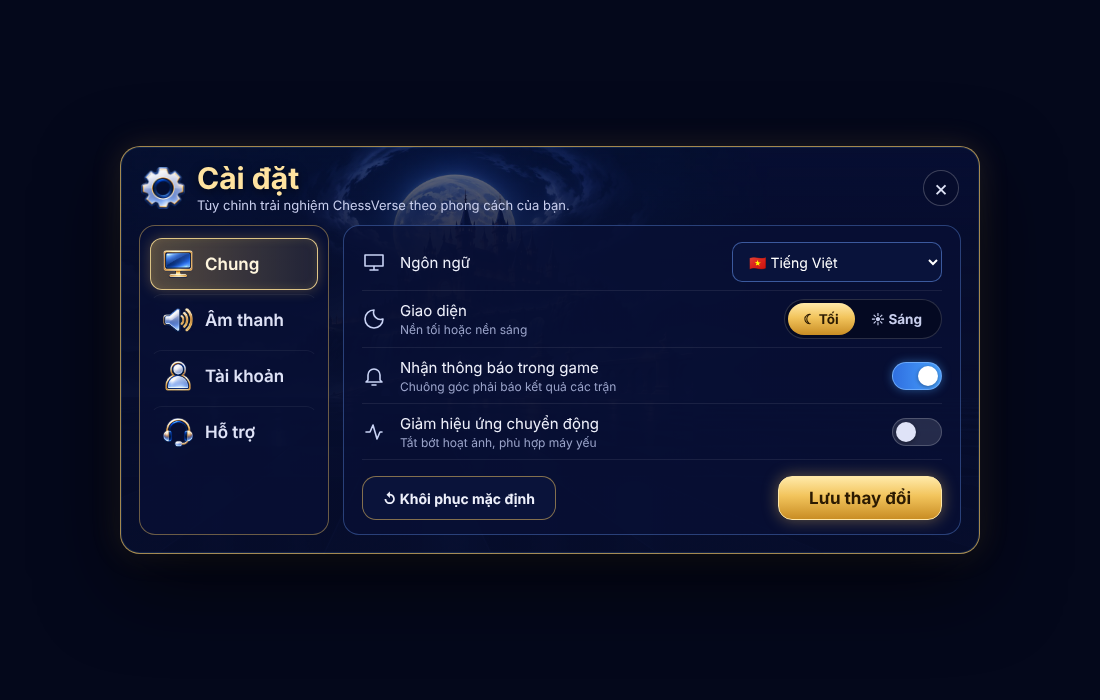 Cài đặt
Tùy chỉnh trải nghiệm ChessVerse theo phong cách của bạn.
Chung
Âm thanh
Tài khoản
Hỗ trợ
Ngôn ngữ
Tiếng Việt
Giao diện
Nền tối hoặc nền sáng
Tối
Sáng
Nhận thông báo trong game
Chuông góc phải báo kết quả các trận
Giảm hiệu ứng chuyển động
Tắt bớt hoạt ảnh, phù hợp máy yếu
Khôi phục mặc định
Lưu thay đổi